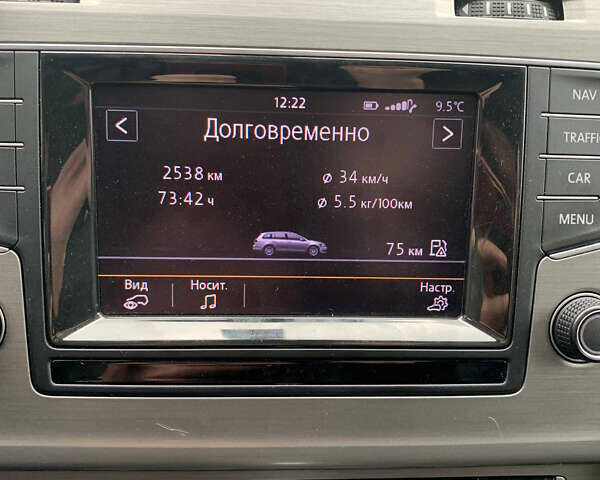 12:22 9.5°C
Долговременно
2538 км ⌀ 34 км/ч
73:42 ч ⌀ 5.5 кг/100км
75 км
Вид Носит. Настр.
NAV
TRAFFI
CAR
MENU